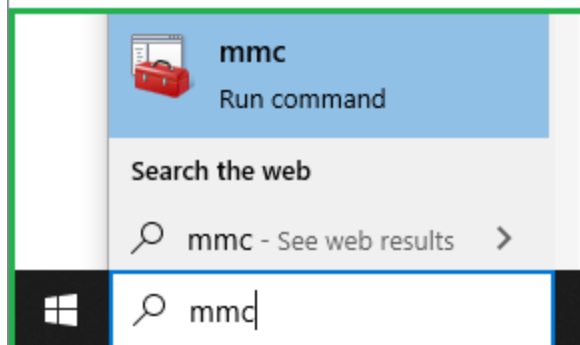 mmc
Run command
Search the web
mmc - See web results
mmc